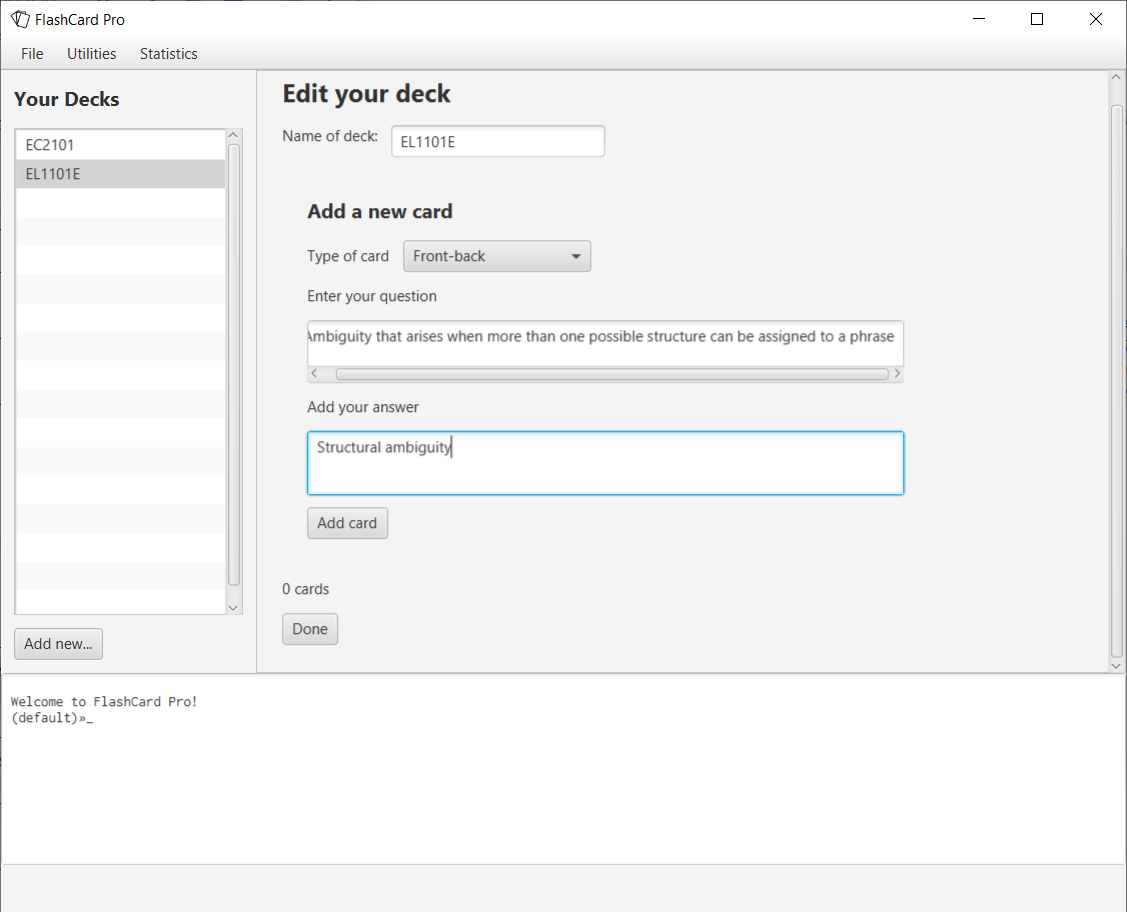 FlashCard Pro
File Utilities Statistics
Your Decks
EC2101
EL1101E
Add new...
Edit your deck
Name of deck: EL1101E
Add a new card
Type of card Front-back
Enter your question
Ambiguity that arises when more than one possible structure can be assigned to a phrase
Add your answer
Structural ambiguity
Add card
0 cards
Done
Welcome to FlashCard Pro!
(default)»_